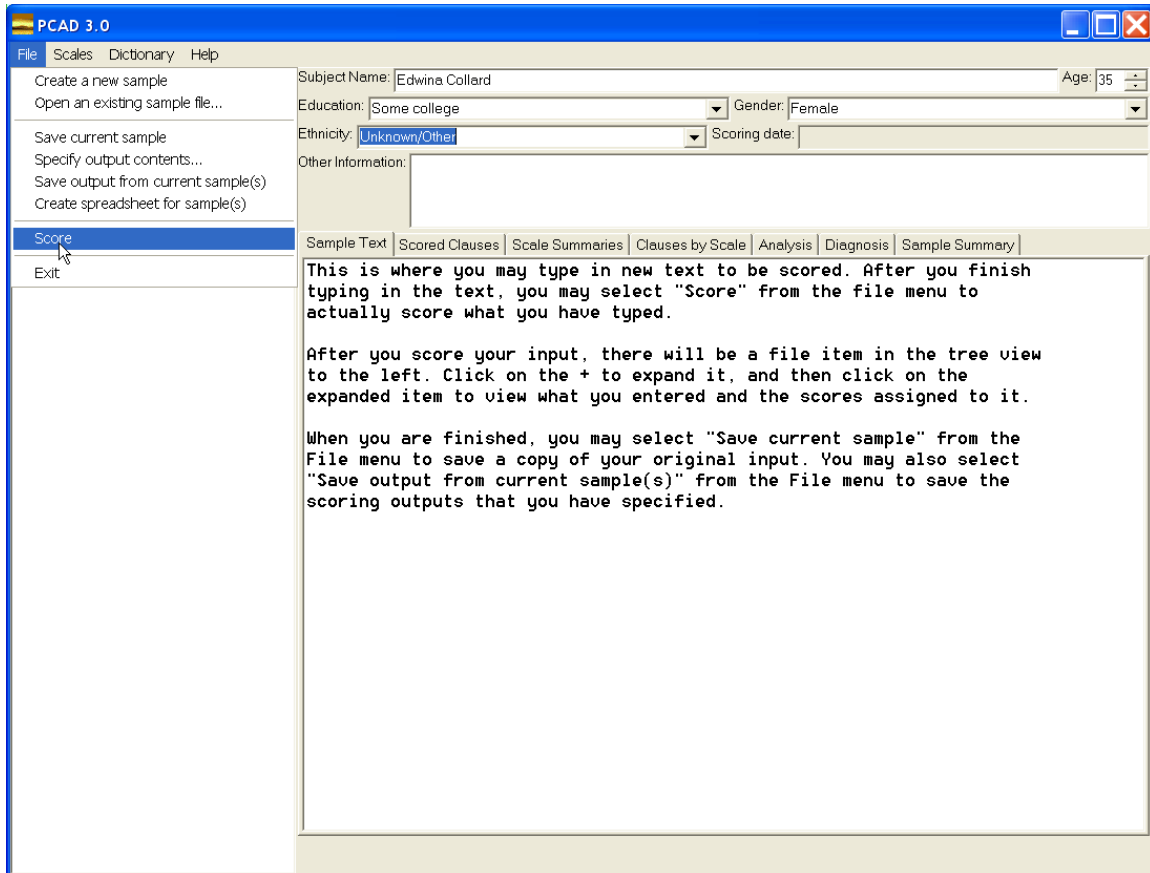 PCAD 3.0
File Scales Dictionary Help
Create a new sample
Open an existing sample file...
Save current sample
Specify output contents...
Save output from current sample(s)
Create spreadsheet for sample(s)
Score
Exit
Subject Name: Edwina Collard Age: 35
Education: Some college Gender: Female
Ethnicity: Unknown/Other Scoring date:
Other Information:
Sample Text Scored Clauses Scale Summaries Clauses by Scale Analysis Diagnosis Sample Summary
This is where you may type in new text to be scored. After you finish
typing in the text, you may select "Score" from the file menu to
actually score what you have typed.
After you score your input, there will be a file item in the tree view
to the left. Click on the + to expand it, and then click on the
expanded item to view what you entered and the scores assigned to it.
When you are finished, you may select "Save current sample" from the
File menu to save a copy of your original input. You may also select
"Save output from current sample(s)" from the File menu to save the
scoring outputs that you have specified.